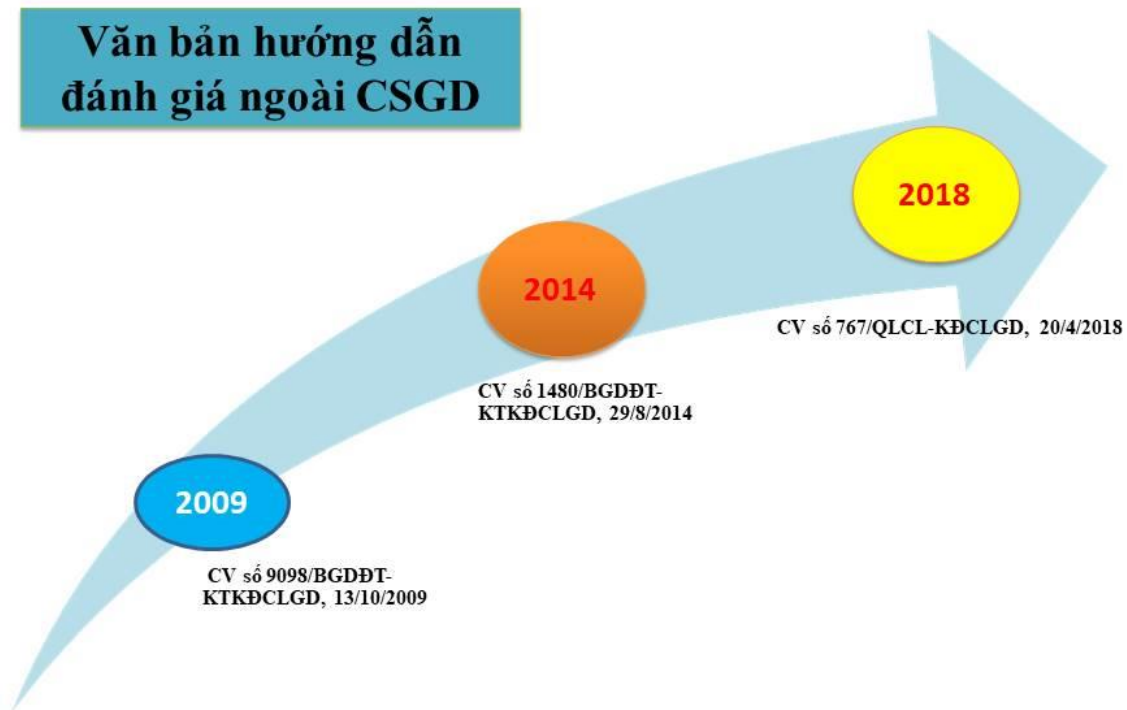 Văn bản hướng dẫn
đánh giá ngoài CSGD
2018
2014
CV số 767/QLCL-KĐCLGD, 20/4/2018
CV số 1480/BGDĐT-
KTKĐCLGD, 29/8/2014
2009
CV số 9098/BGDĐT-
KTKĐCLGD, 13/10/2009